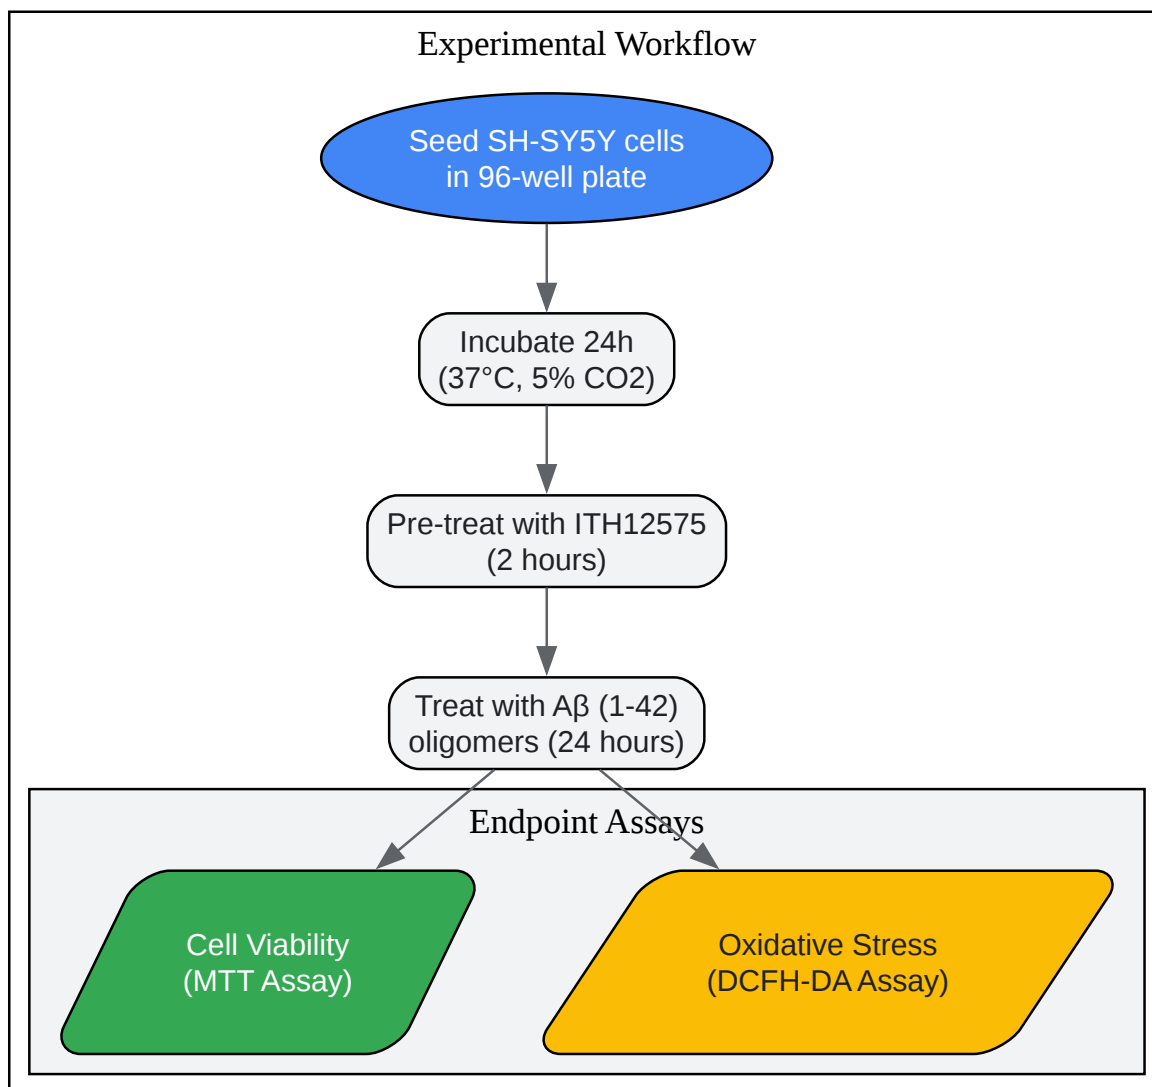 Experimental Workflow
Seed SH-SY5Y cells
in 96-well plate
Incubate 24h
(37°C, 5% CO2)
Pre-treat with ITH12575
(2 hours)
Treat with Aβ (1-42)
oligomers (24 hours)
Endpoint Assays
Cell Viability
(MTT Assay)
Oxidative Stress
(DCFH-DA Assay)